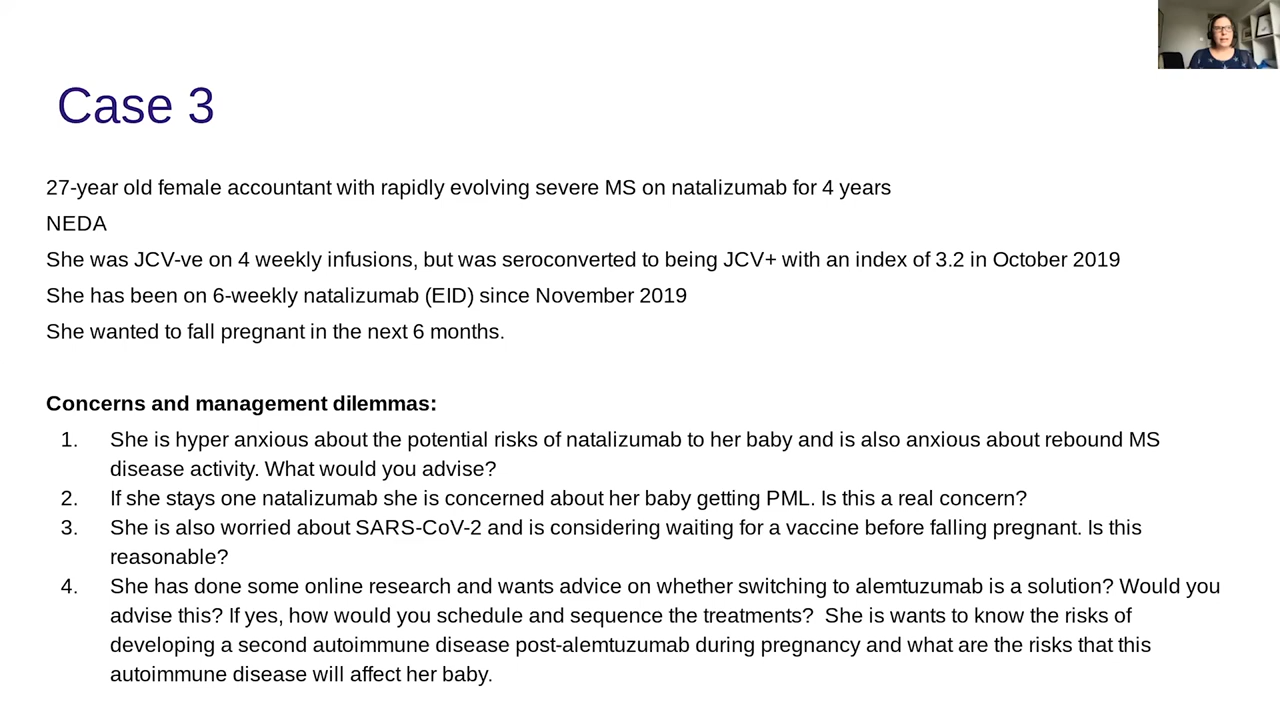 Case 3
27-year old female accountant with rapidly evolving severe MS on natalizumab for 4 years
NEDA
She was JCV-ve on 4 weekly infusions, but was seroconverted to being JCV+ with an index of 3.2 in October 2019
She has been on 6-weekly natalizumab (EID) since November 2019
She wanted to fall pregnant in the next 6 months.
Concerns and management dilemmas:
1. She is hyper anxious about the potential risks of natalizumab to her baby and is also anxious about rebound MS
disease activity. What would you advise?
2. If she stays one natalizumab she is concerned about her baby getting PML. Is this a real concern?
3. She is also worried about SARS-CoV-2 and is considering waiting for a vaccine before falling pregnant. Is this
reasonable?
4. She has done some online research and wants advice on whether switching to alemtuzumab is a solution? Would you
advise this? If yes, how would you schedule and sequence the treatments? She is wants to know the risks of
developing a second autoimmune disease post-alemtuzumab during pregnancy and what are the risks that this
autoimmune disease will affect her baby.